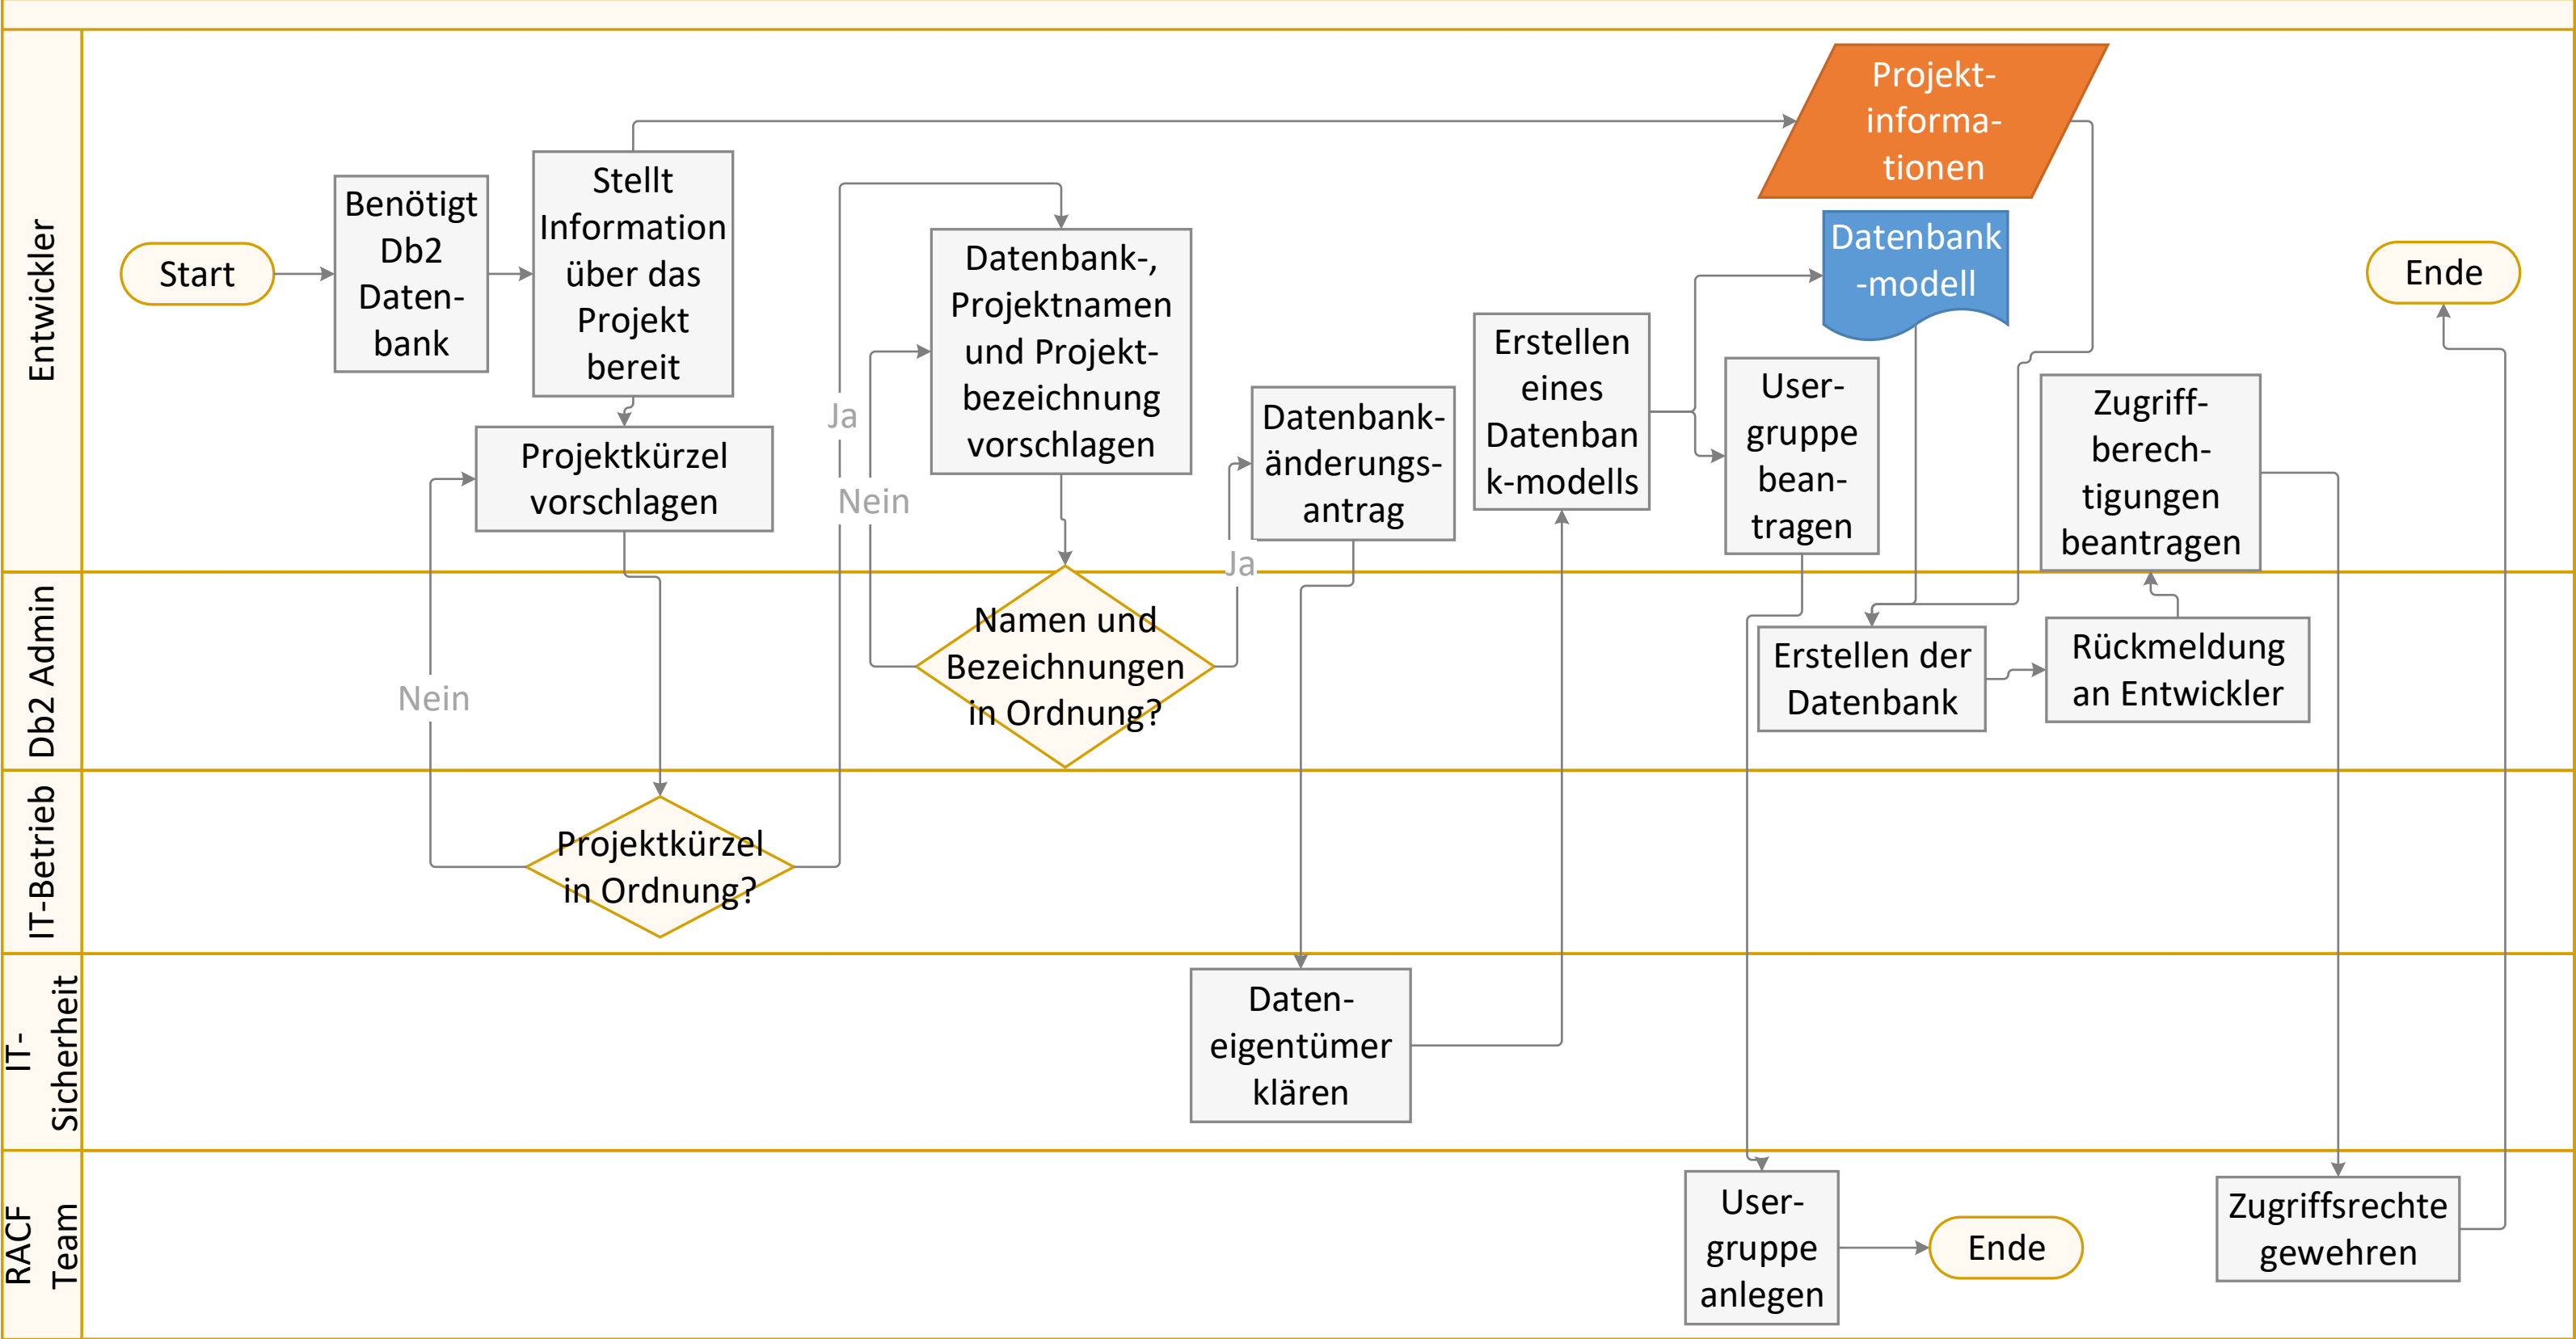 Entwickler
Start
Benötigt
Db2
Daten-
bank
Stellt
Information
über das
Projekt
bereit
Projektkürzel
vorschlagen
Ja
Nein
Datenbank-,
Projektnamen
und Projekt-
bezeichnung
vorschlagen
Datenbank-
änderungs-
antrag
Ja
Erstellen
eines
Datenban
k-modells
Projekt-
informa-
tionen
Datenbank
-modell
User-
gruppe
bean-
tragen
Zugriff-
berech-
tigungen
beantragen
Ende
Db2 Admin
Nein
Namen und
Bezeichnungen
in Ordnung?
Erstellen der
Datenbank
Rückmeldung
an Entwickler
IT-Betrieb
Projektkürzel
in Ordnung?
IT-
Sicherheit
Daten-
eigentümer
klären
RACF
Team
User-
gruppe
anlegen
Ende
Zugriffsrechte
gewehren